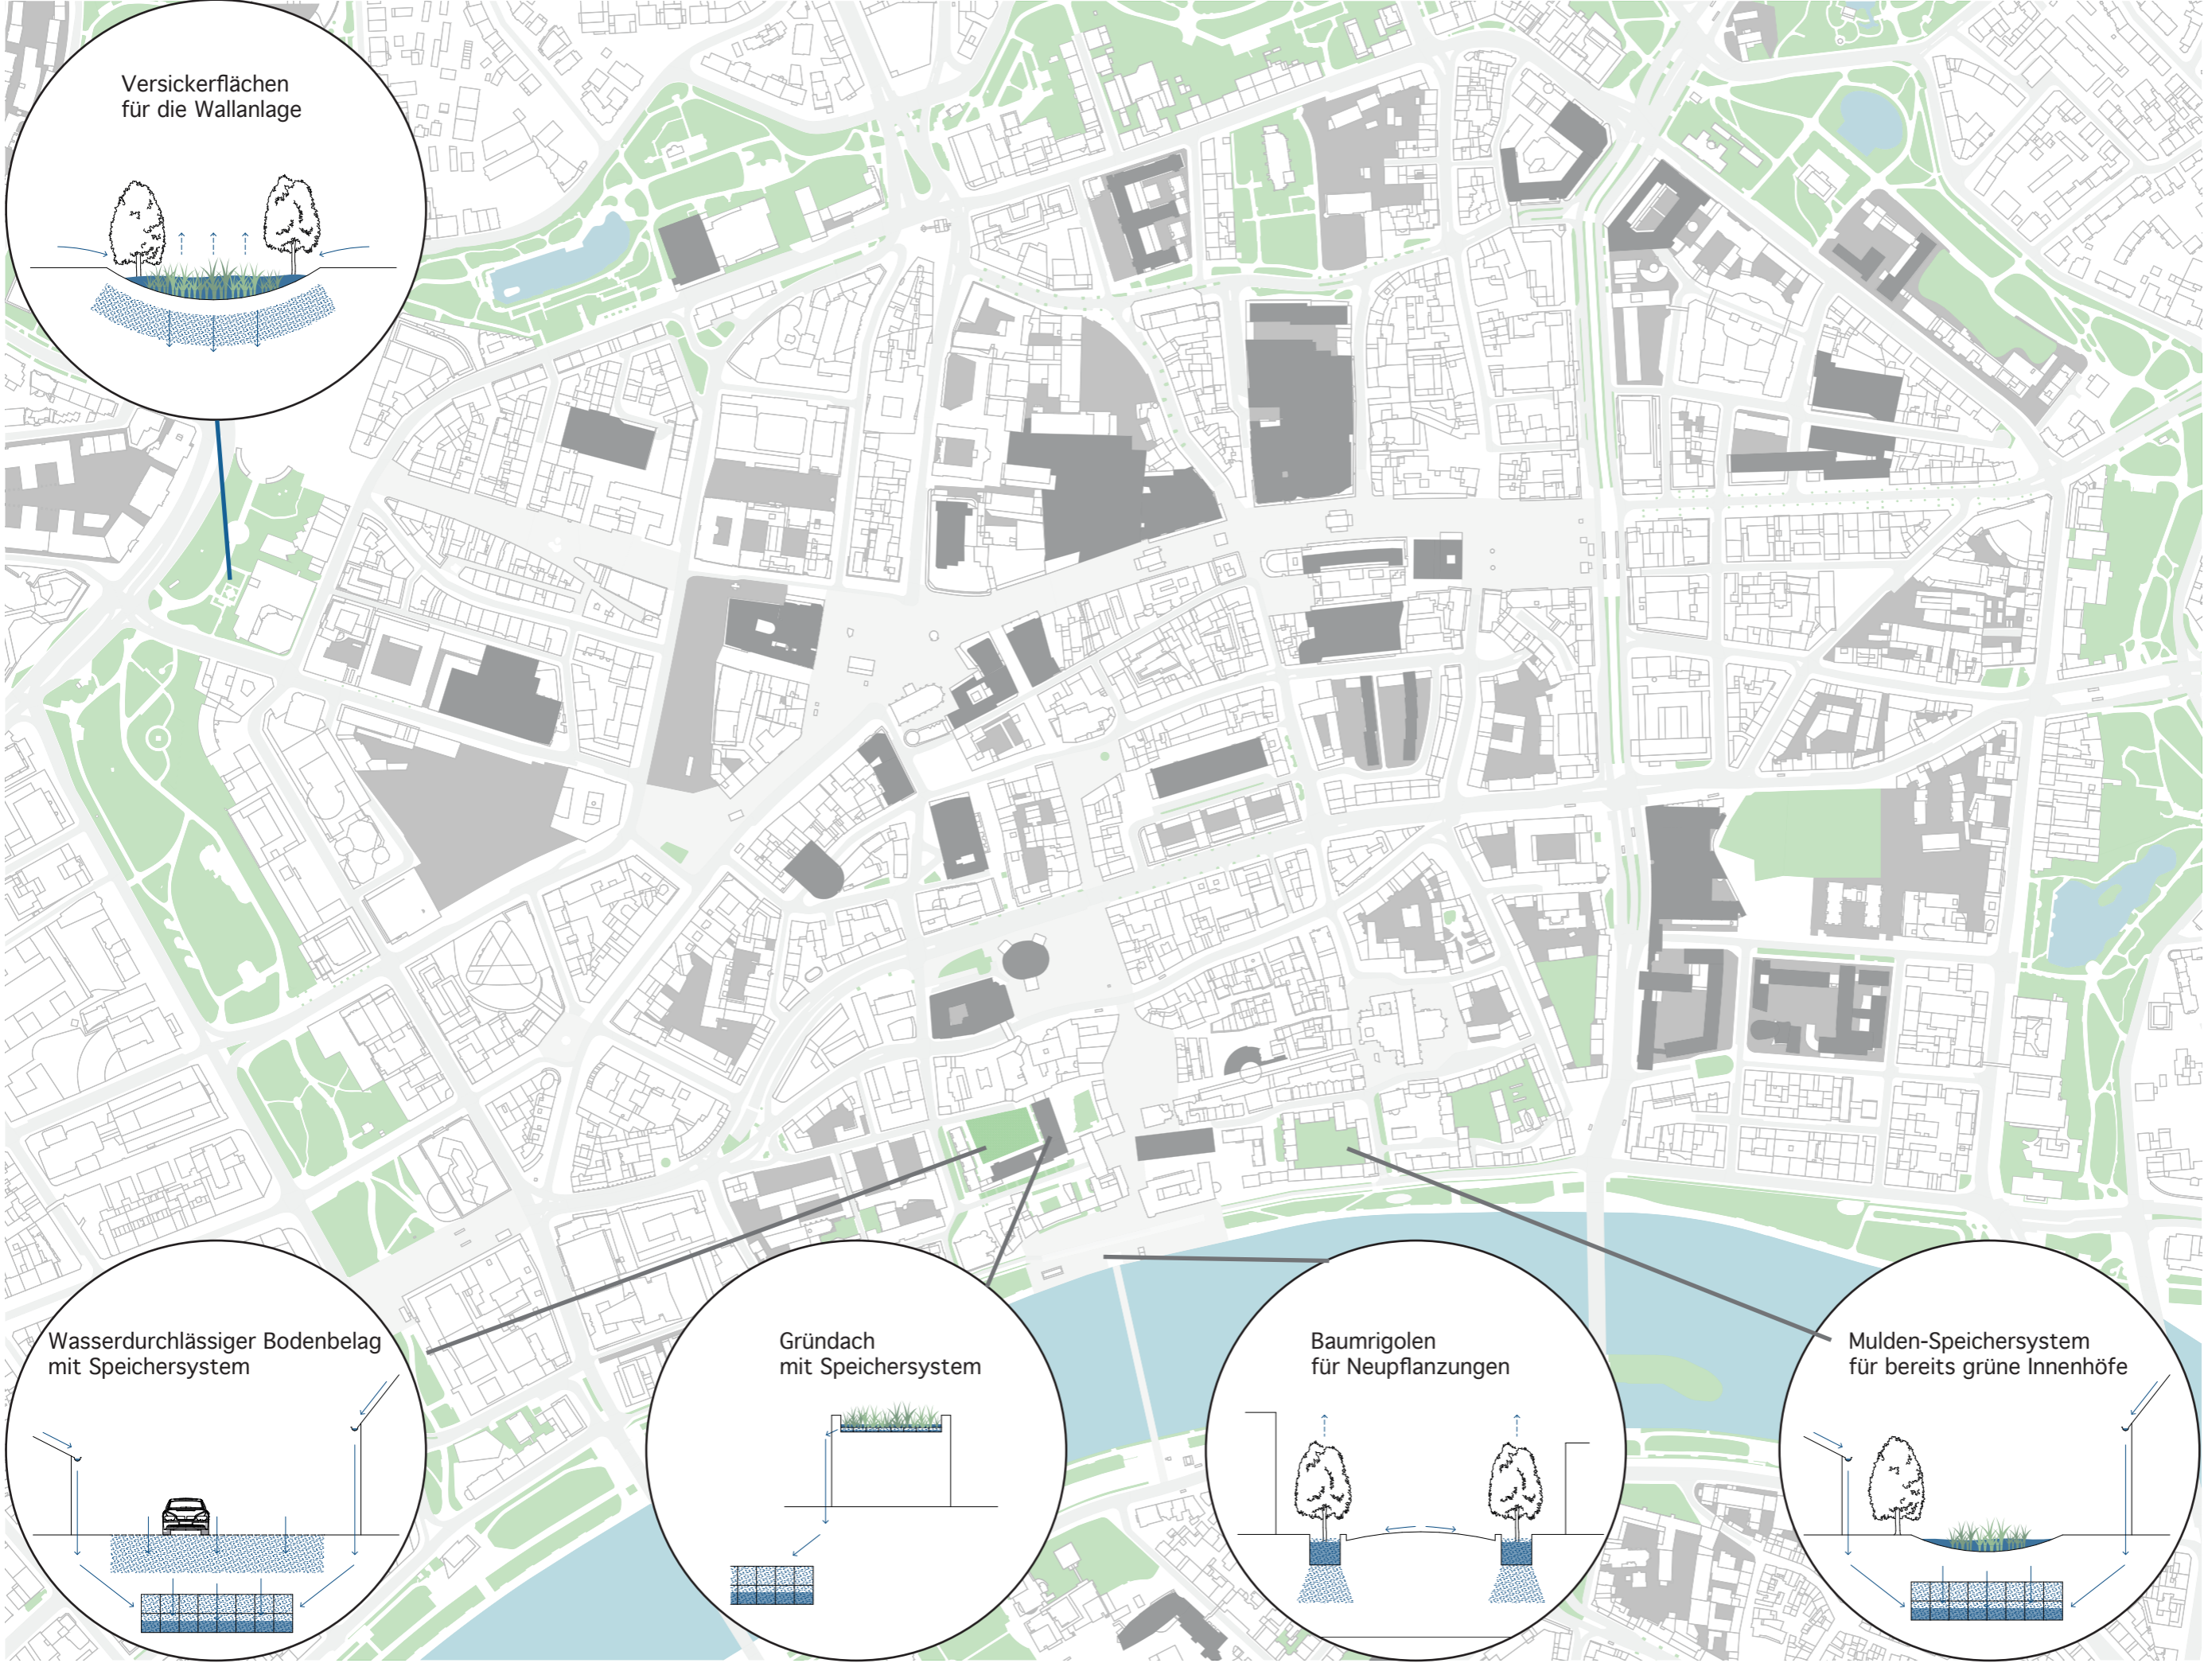 Versickerflächen
für die Wallanlage
Wasserdurchlässiger Bodenbelag
mit Speichersystem
Gründach
mit Speichersystem
Baumrigolen
für Neupflanzungen
Mulden-Speichersystem
für bereits grüne Innenhöfe